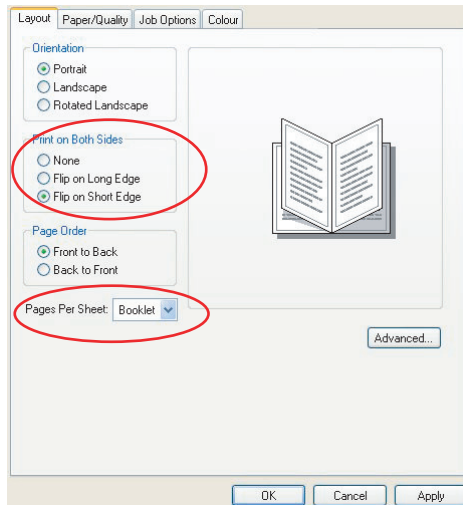 Layout Paper/Quality Job Options Colour
Orientation
Portrait
Landscape
Rotated Landscape
Print on Both Sides
None
Flip on Long Edge
Flip on Short Edge
Page Order
Front to Back
Back to Front
Pages Per Sheet: Booklet
Advanced...
OK Cancel Apply